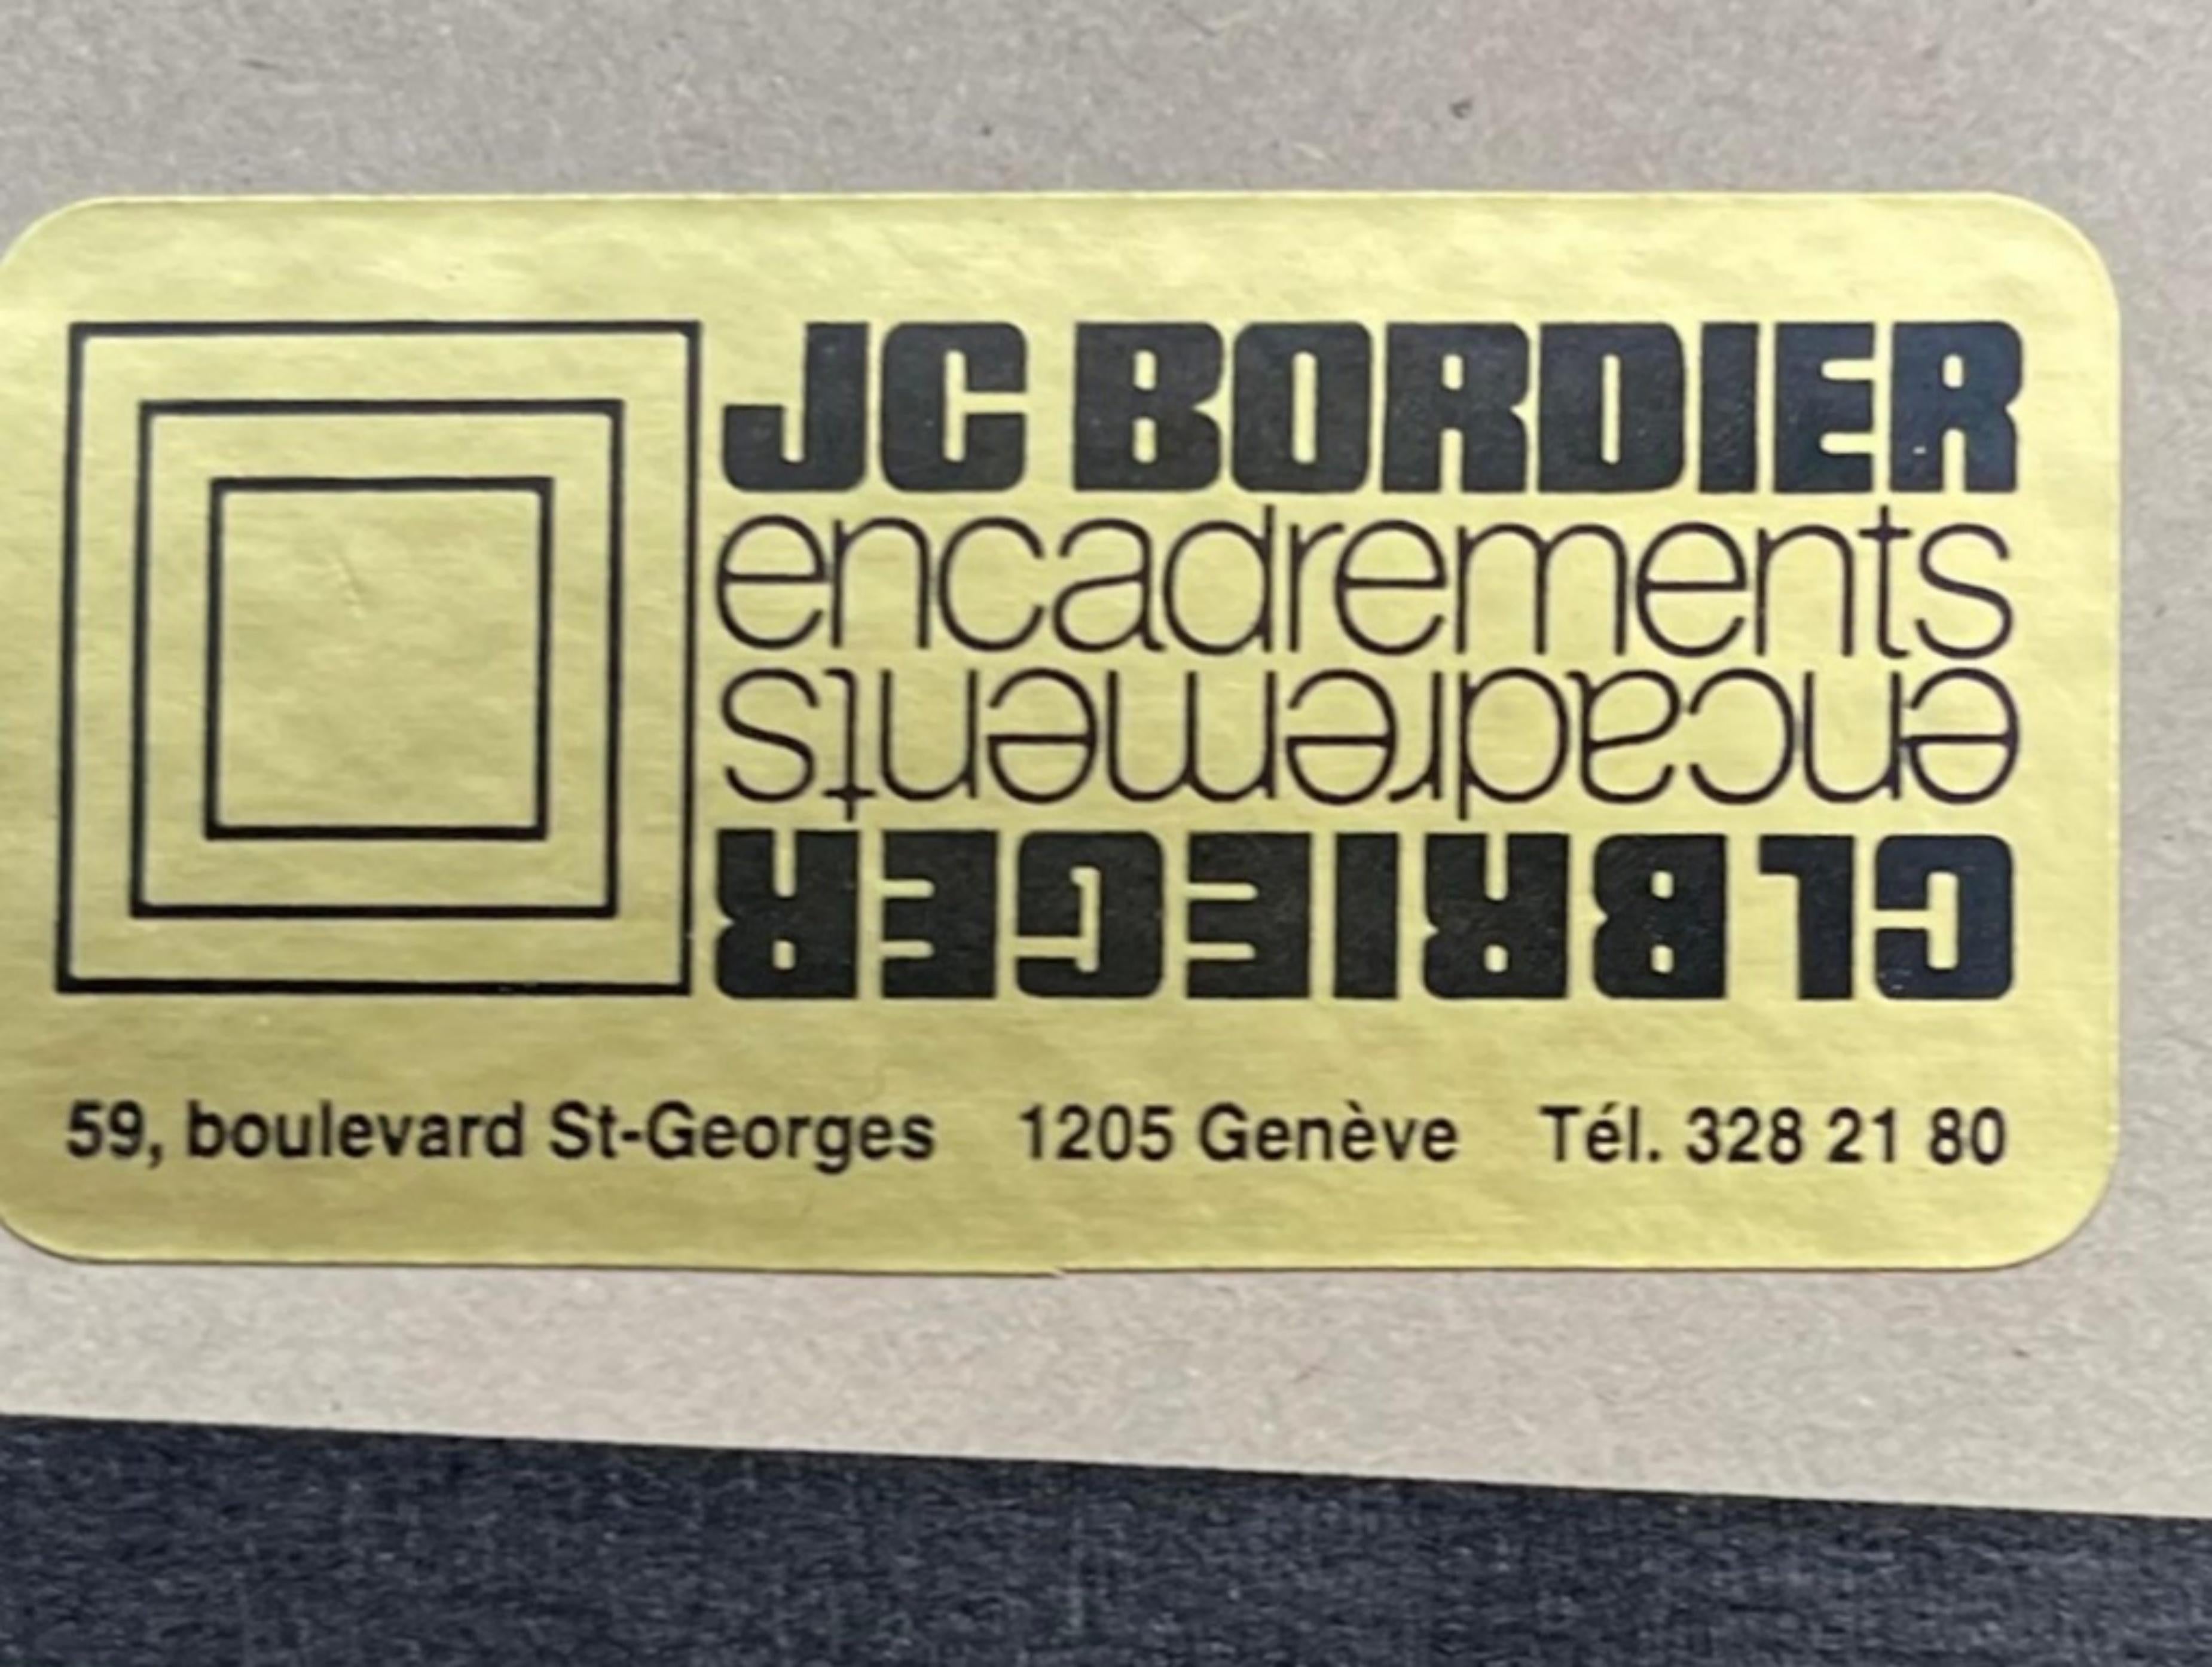 JC BORDIER
encadrements
encadrements
CL BRIEGER
59, boulevard St-Georges 1205 Genève Tél. 328 21 80